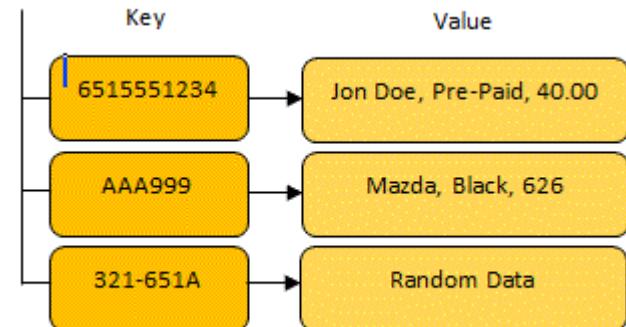 Key Value
6515551234 Jon Doe, Pre-Paid, 40.00
AAA999 Mazda, Black, 626
321-651A Random Data